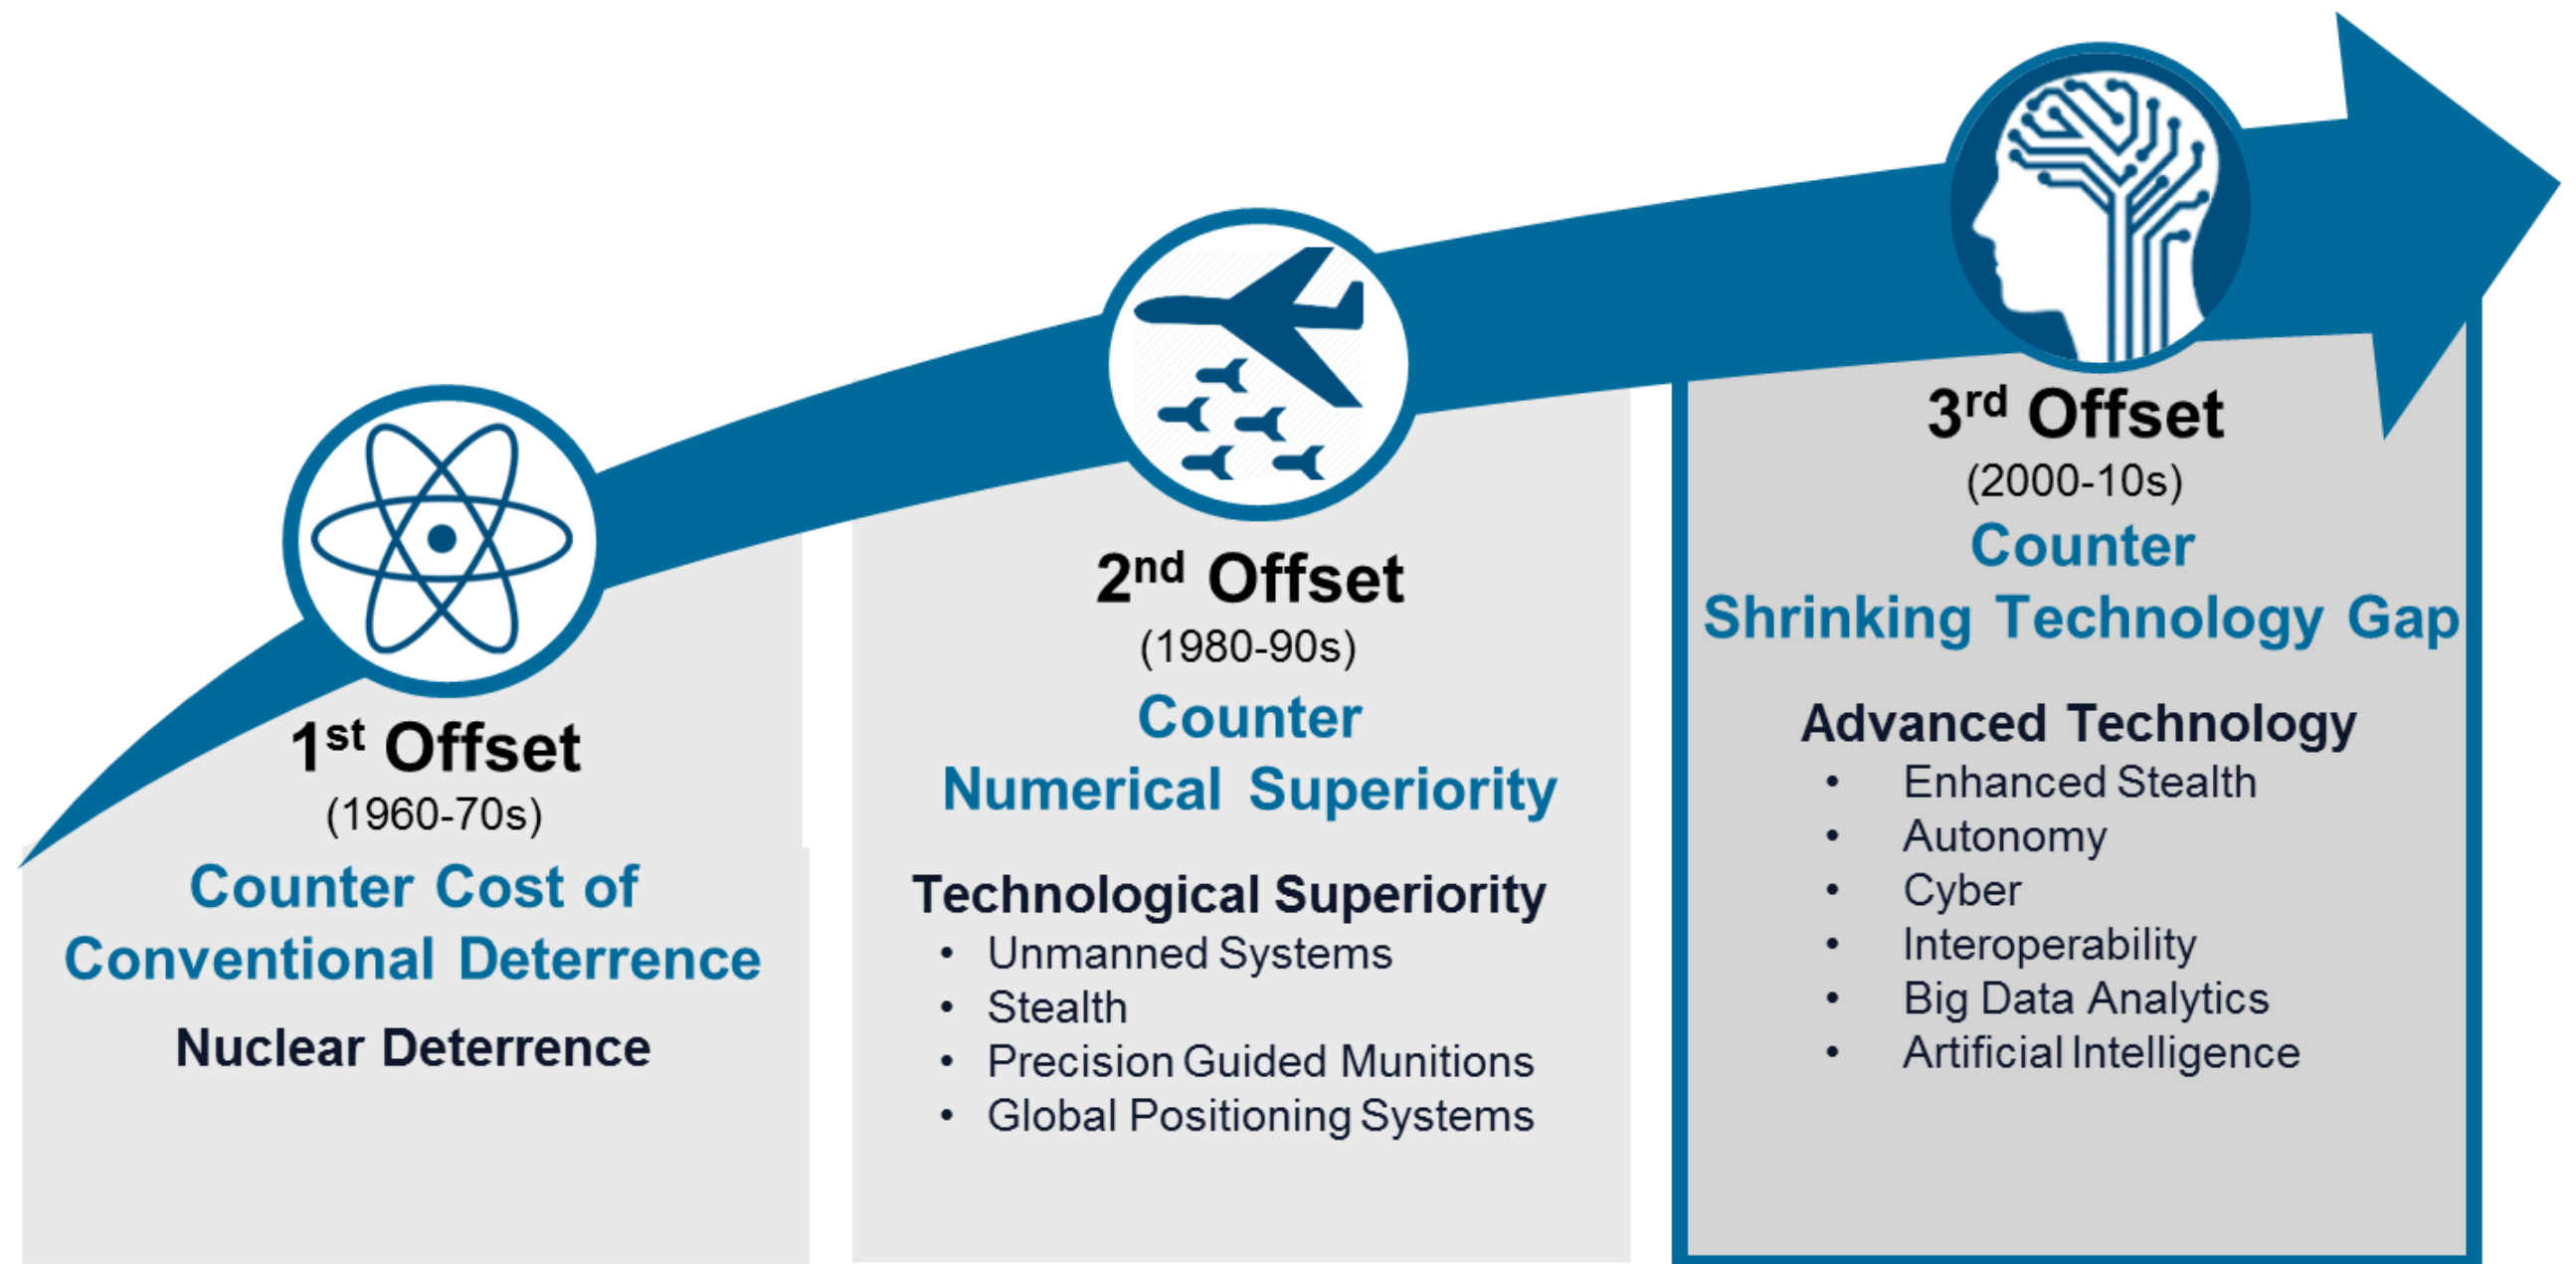 1st Offset
(1960-70s)
Counter Cost of
Conventional Deterrence
Nuclear Deterrence
2nd Offset
(1980-90s)
Counter
Numerical Superiority
Technological Superiority
• Unmanned Systems
• Stealth
• Precision Guided Munitions
• Global Positioning Systems
3rd Offset
(2000-10s)
Counter
Shrinking Technology Gap
Advanced Technology
• Enhanced Stealth
• Autonomy
• Cyber
• Interoperability
• Big Data Analytics
• Artificial Intelligence